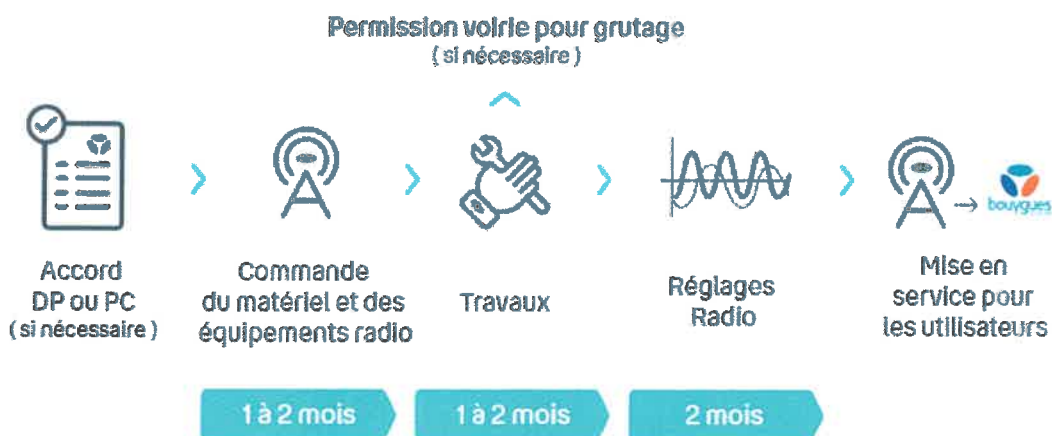 Permission voirie pour grutage
( si nécessaire )
bouygues
Accord
DP ou PC
( si nécessaire )
Commande
du matériel et des
équipements radio
Travaux
Réglages
Radio
Mise en
service pour
les utilisateurs
1 à 2 mois
1 à 2 mois
2 mois